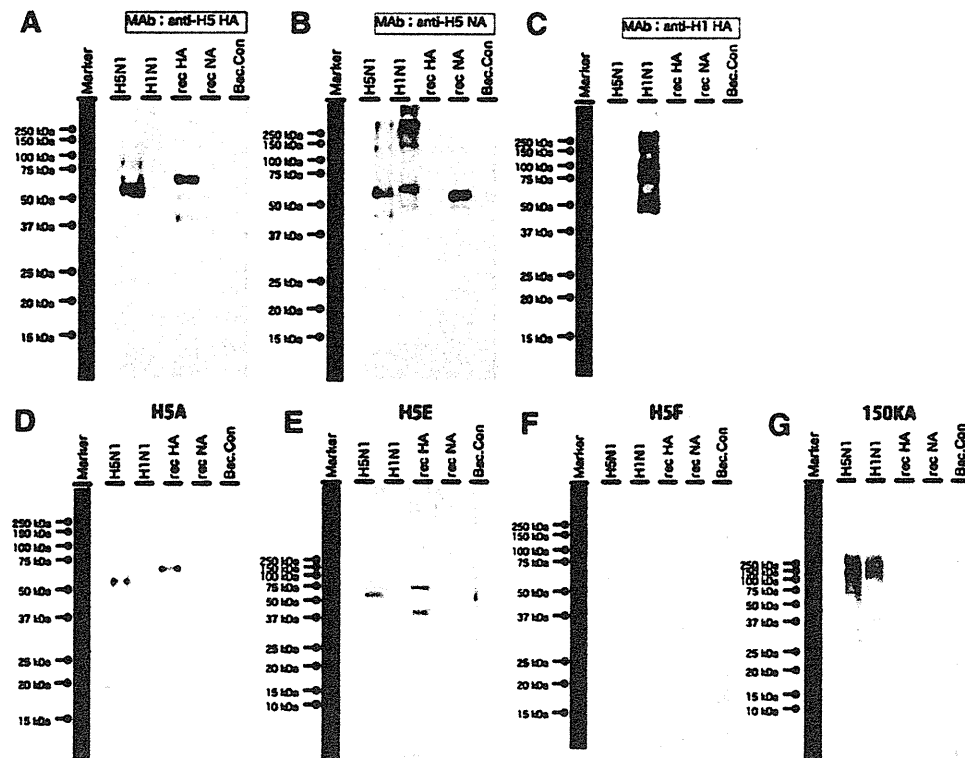 A
MAb : anti-H5 HA
Marker
H5N1
H1N1
rec HA
rec NA
Bac.Con
250 kDa
150 kDa
100 kDa
75 kDa
50 kDa
37 kDa
25 kDa
20 kDa
15 kDa
B
MAb : anti-H5 NA
Marker
H5N1
H1N1
rec HA
rec NA
Bac.Con
250 kDa
150 kDa
100 kDa
75 kDa
50 kDa
37 kDa
25 kDa
20 kDa
15 kDa
C
MAb : anti-H1 HA
Marker
H5N1
H1N1
rec HA
rec NA
Bac.Con
250 kDa
150 kDa
100 kDa
75 kDa
50 kDa
37 kDa
25 kDa
20 kDa
15 kDa
D
H5A
Marker
H5N1
H1N1
rec HA
rec NA
Bac.Con
250 kDa
150 kDa
100 kDa
75 kDa
50 kDa
37 kDa
25 kDa
20 kDa
15 kDa
E
H5E
Marker
H5N1
H1N1
rec HA
rec NA
Bac.Con
250 kDa
150 kDa
100 kDa
75 kDa
50 kDa
37 kDa
25 kDa
20 kDa
15 kDa
10 kDa
F
H5F
Marker
H5N1
H1N1
rec HA
rec NA
Bac.Con
250 kDa
150 kDa
100 kDa
75 kDa
50 kDa
37 kDa
25 kDa
20 kDa
15 kDa
G
150KA
Marker
H5N1
H1N1
rec HA
rec NA
Bac.Con
250 kDa
150 kDa
100 kDa
75 kDa
50 kDa
37 kDa
25 kDa
20 kDa
15 kDa
10 kDa